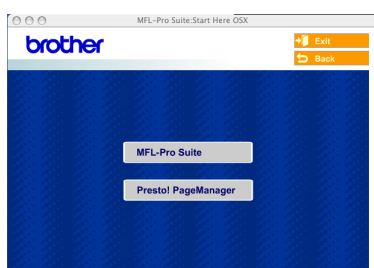 MFL-Pro Suite:Start Here OSX
brother
Exit
Back
MFL-Pro Suite
Presto! PageManager